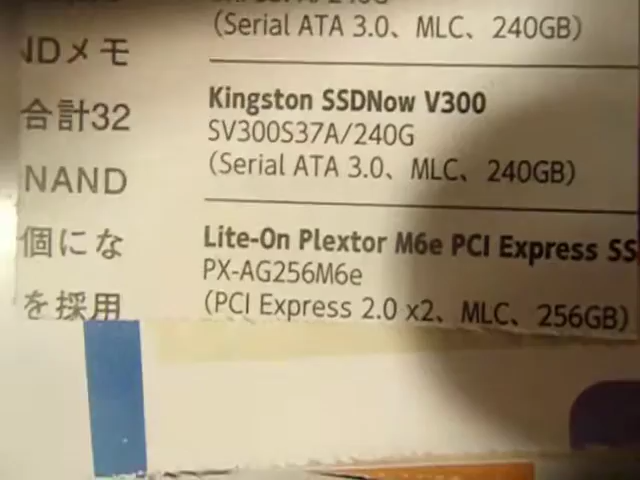 (Serial ATA 3.0、MLC、240GB)
Kingston SSDNow V300
SV300S37A/240G
(Serial ATA 3.0、MLC、240GB)
Lite-On Plextor M6e PCI Express SS
PX-AG256M6e
(PCI Express 2.0 x2、MLC、256GB)
NDメモ
合計32
NAND
個にな
を採用